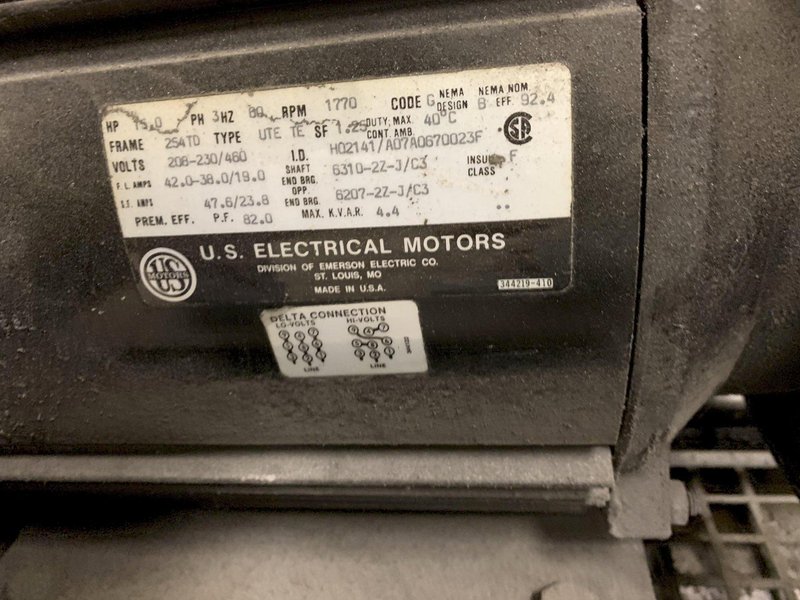 HP 15.0 PH 3 HZ 60 RPM 1770 CODE G NEMA DESIGN B NEMA NOM. EFF. 92.4
FRAME 254TD TYPE UTE TE SF 1.25 DUTY; MAX. CONT. AMB. 40°C
VOLTS 208-230/460 I.D. H02141/A07A0670023F
F.L. AMPS 42.0-38.0/19.0 SHAFT END BRG. 6310-2Z-J/C3 INSUL. CLASS F
S.F. AMPS 47.6/23.8 OPP. END BRG. 6207-2Z-J/C3
PREM. EFF. P.F. 82.0 MAX. K.V.A.R. 4.4
US MOTORS
U.S. ELECTRICAL MOTORS
DIVISION OF EMERSON ELECTRIC CO.
ST. LOUIS, MO
MADE IN U.S.A.
344219-410
SA
DELTA CONNECTION
LO-VOLTS HI-VOLTS
LINE LINE